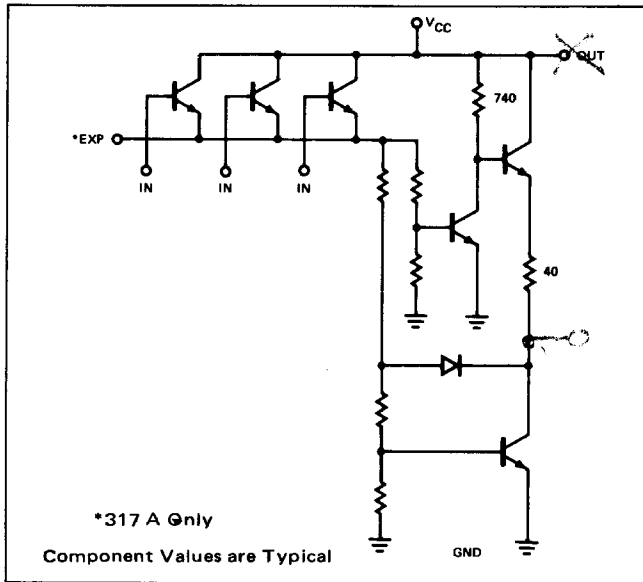 VCC
OUT
740
*EXP
IN
IN
IN
40
*317 A Only
Component Values are Typical
GND